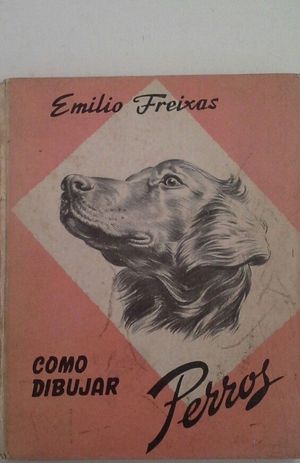 Emilio Freixas
COMO
DIBUJAR
Perros